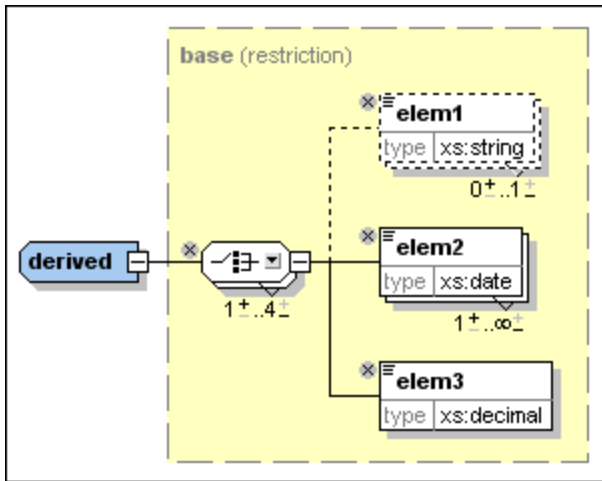 base (restriction)
elem1
type xs:string
0±..1±
elem2
type xs:date
derived
1±..4±
1±..∞±
elem3
type xs:decimal